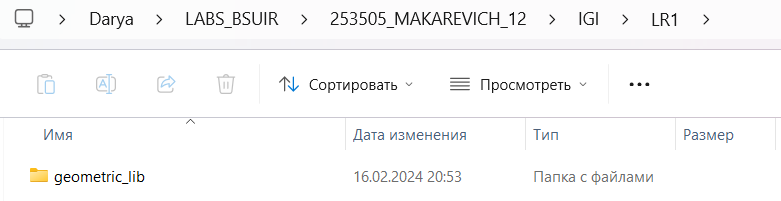 Darya > LABS_BSUIR > 253505_MAKAREVICH_12 > IGI > LR1 >
Сортировать Просмотреть •••
Имя Дата изменения Тип Размер
geometric_lib 16.02.2024 20:53 Папка с файлами